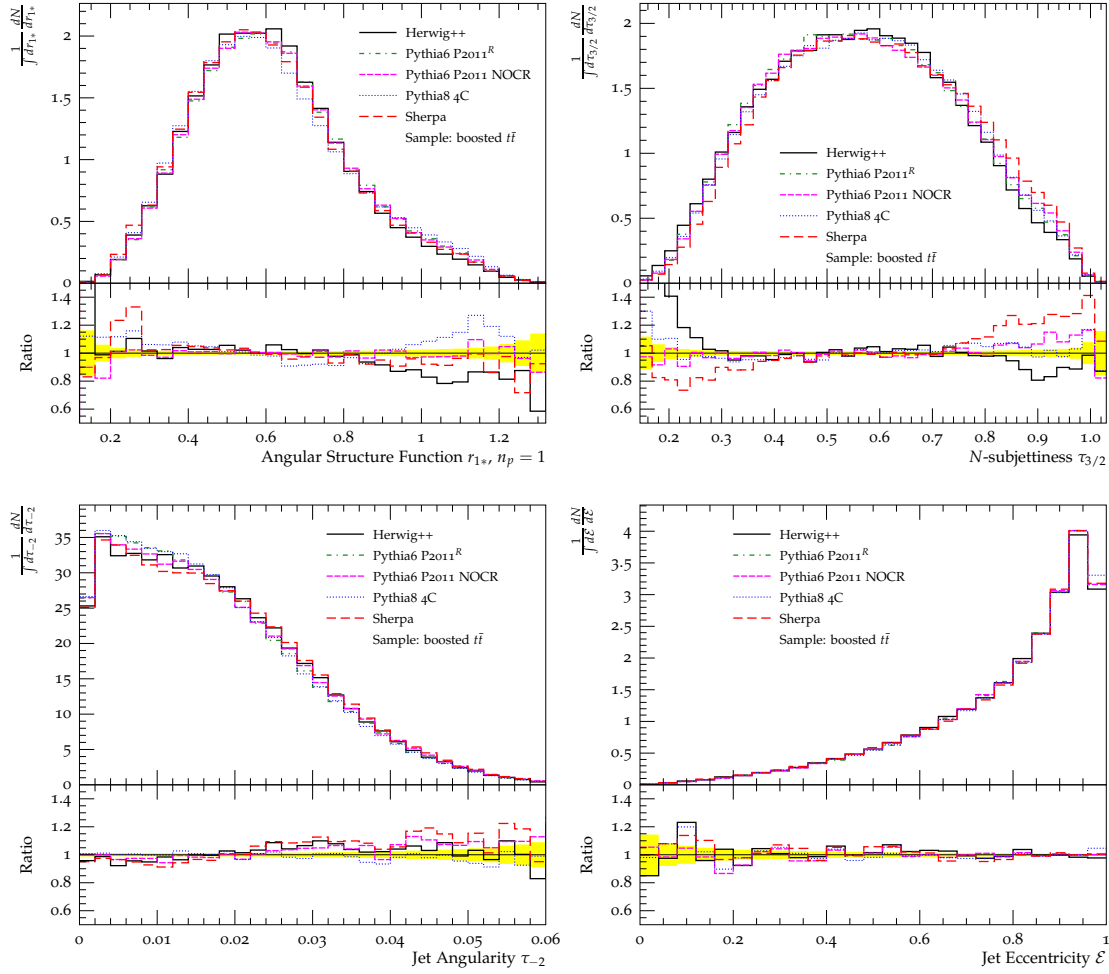 1/∫ dr₁∗ dN/dr₁∗
2
1.5
1
0.5
0
Herwig++
Pythia6 P2011ᴿ
Pythia6 P2011 NOCR
Pythia8 4C
Sherpa
Sample: boosted tt̄
Ratio
1.4
1.2
1
0.8
0.6
0.2 0.4 0.6 0.8 1 1.2
Angular Structure Function r₁∗, nₚ = 1
1/∫ dτ₃/₂ dN/dτ₃/₂
2
1.5
1
0.5
0
Herwig++
Pythia6 P2011ᴿ
Pythia6 P2011 NOCR
Pythia8 4C
Sherpa
Sample: boosted tt̄
Ratio
1.4
1.2
1
0.8
0.6
0.2 0.3 0.4 0.5 0.6 0.7 0.8 0.9 1.0
N-subjettiness τ₃/₂
1/∫ dτ₋₂ dN/dτ₋₂
35
30
25
20
15
10
5
0
Herwig++
Pythia6 P2011ᴿ
Pythia6 P2011 NOCR
Pythia8 4C
Sherpa
Sample: boosted tt̄
Ratio
1.4
1.2
1
0.8
0.6
0 0.01 0.02 0.03 0.04 0.05 0.06
Jet Angularity τ₋₂
1/∫ dℰ dN/dℰ
4
3.5
3
2.5
2
1.5
1
0.5
0
Herwig++
Pythia6 P2011ᴿ
Pythia6 P2011 NOCR
Pythia8 4C
Sherpa
Sample: boosted tt̄
Ratio
1.4
1.2
1
0.8
0.6
0 0.2 0.4 0.6 0.8 1
Jet Eccentricity ℰ